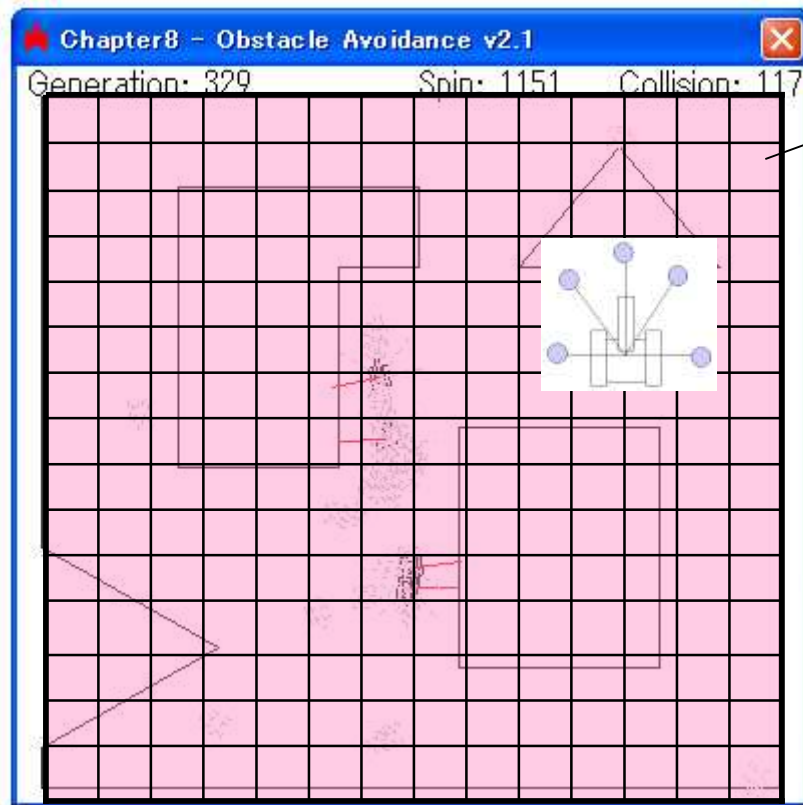 Chapter8 - Obstacle Avoidance v2.1
Generation: 329 Spin: 1151 Collision: 117